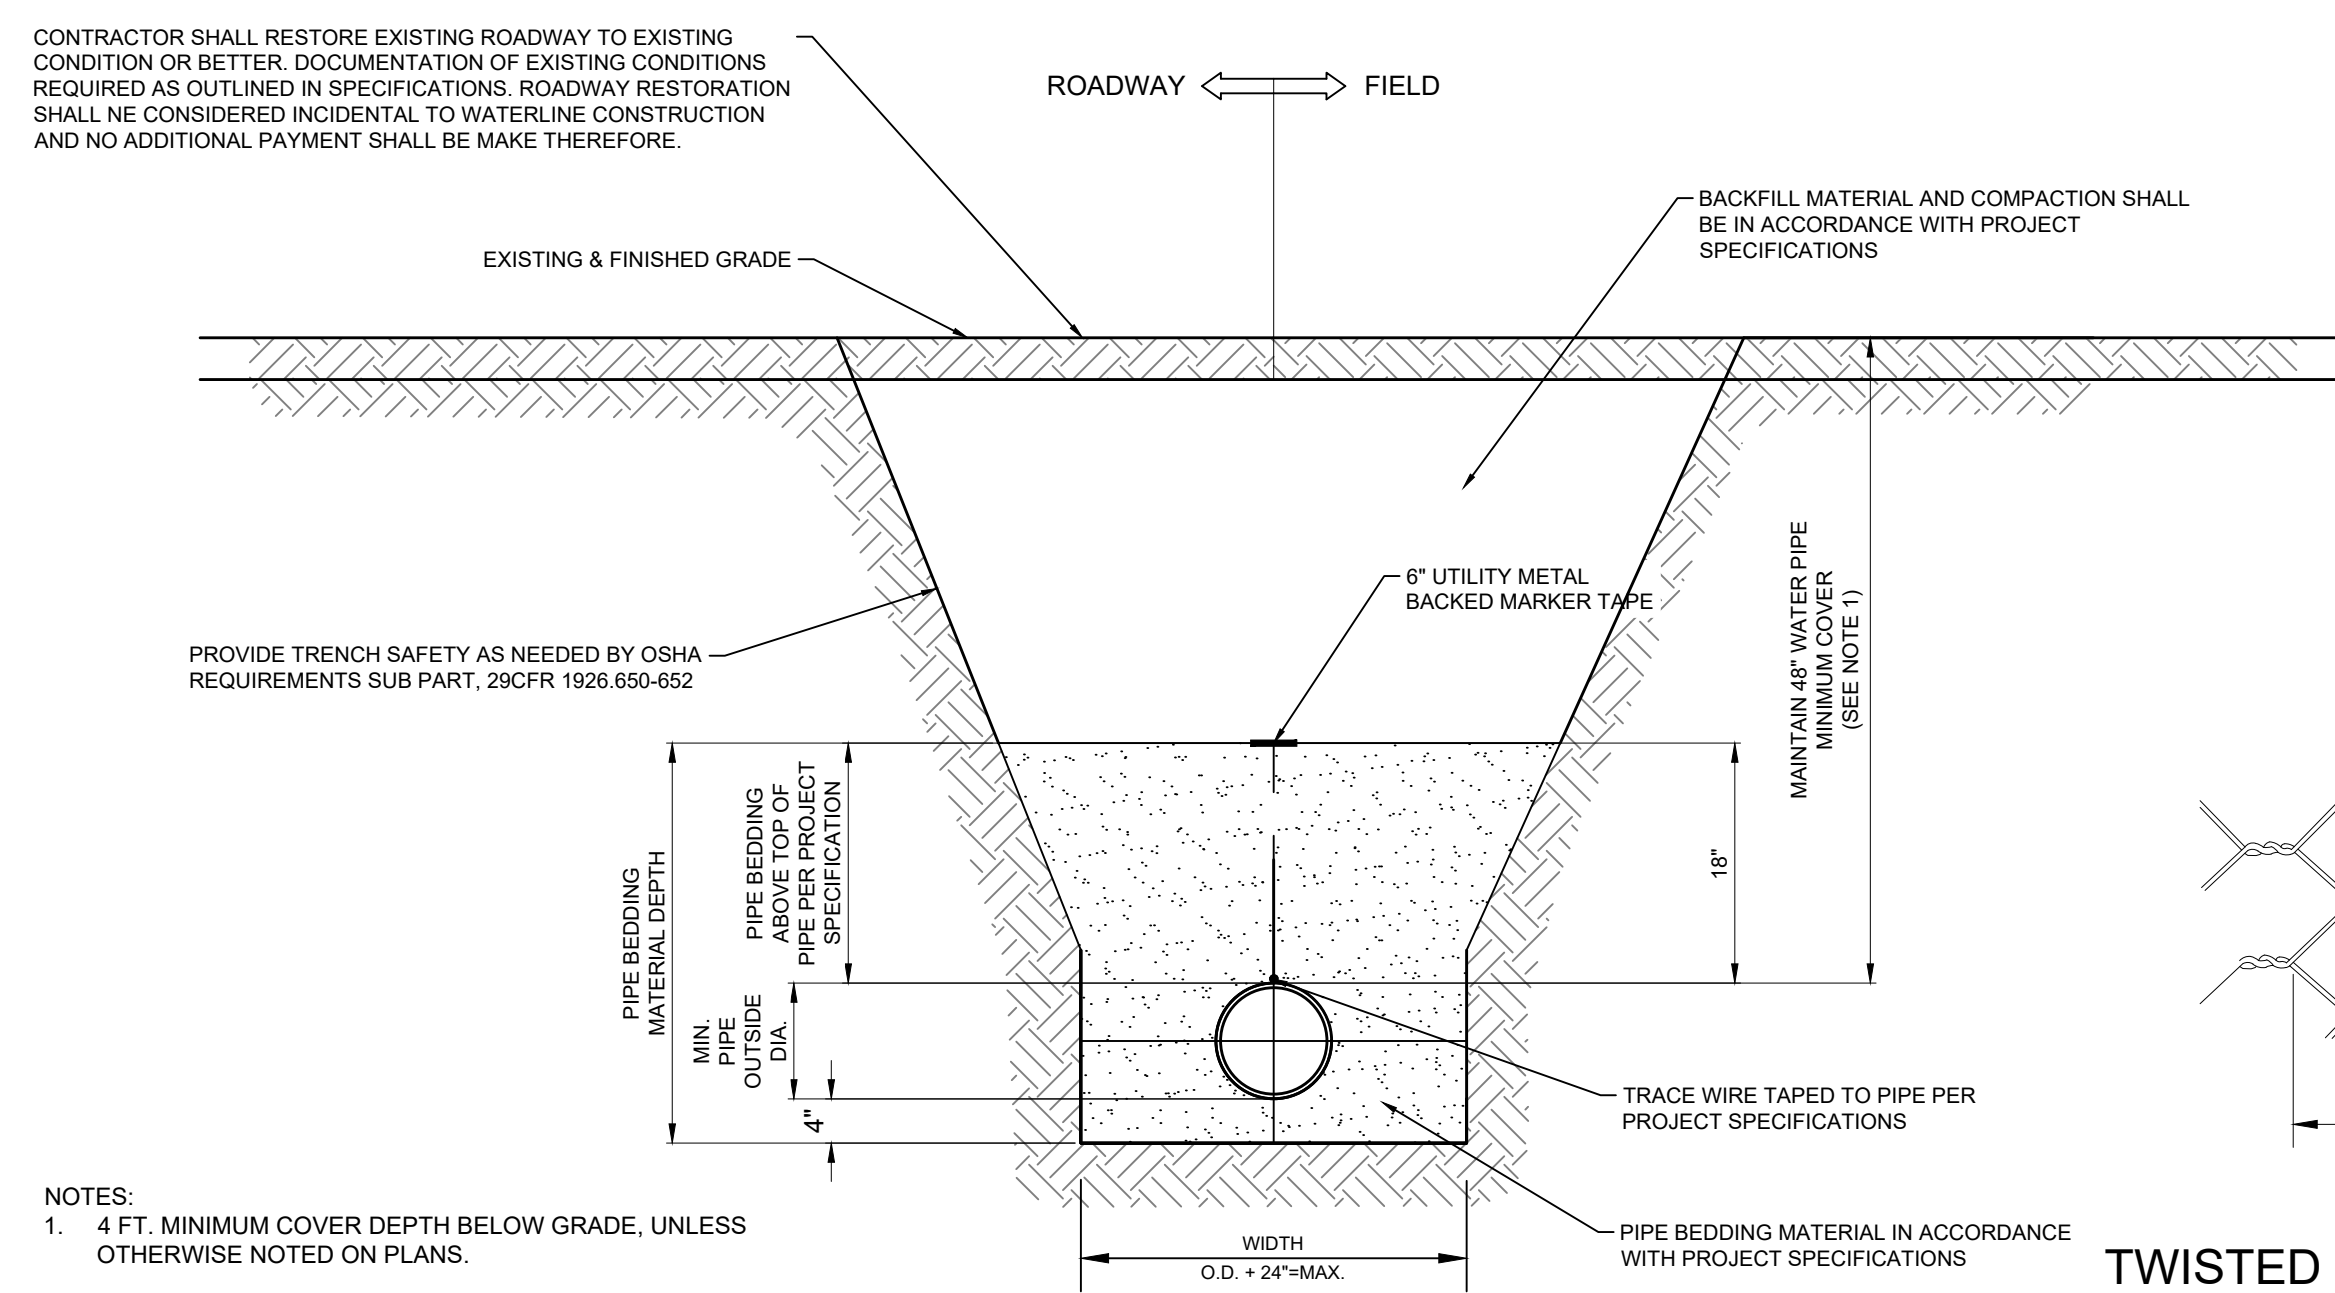 CONTRACTOR SHALL RESTORE EXISTING ROADWAY TO EXISTING
CONDITION OR BETTER. DOCUMENTATION OF EXISTING CONDITIONS
REQUIRED AS OUTLINED IN SPECIFICATIONS. ROADWAY RESTORATION
SHALL NE CONSIDERED INCIDENTAL TO WATERLINE CONSTRUCTION
AND NO ADDITIONAL PAYMENT SHALL BE MAKE THEREFORE.
ROADWAY
FIELD
BACKFILL MATERIAL AND COMPACTION SHALL
BE IN ACCORDANCE WITH PROJECT
SPECIFICATIONS
EXISTING & FINISHED GRADE
6" UTILITY METAL
BACKED MARKER TAPE
MAINTAIN 48" WATER PIPE
MINIMUM COVER
(SEE NOTE 1)
PROVIDE TRENCH SAFETY AS NEEDED BY OSHA
REQUIREMENTS SUB PART, 29CFR 1926.650-652
PIPE BEDDING
MATERIAL DEPTH
PIPE BEDDING
ABOVE TOP OF
PIPE PER PROJECT
SPECIFICATION
18"
MIN.
PIPE
OUTSIDE
DIA.
4"
TRACE WIRE TAPED TO PIPE PER
PROJECT SPECIFICATIONS
PIPE BEDDING MATERIAL IN ACCORDANCE
WITH PROJECT SPECIFICATIONS
WIDTH
O.D. + 24"=MAX.
NOTES:
1. 4 FT. MINIMUM COVER DEPTH BELOW GRADE, UNLESS
OTHERWISE NOTED ON PLANS.
TWISTED